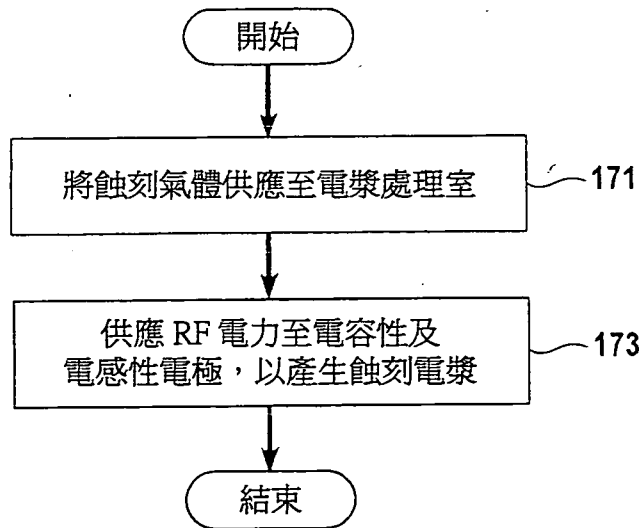 開始
將蝕刻氣體供應至電漿處理室
171
供應 RF 電力至電容性及
電感性電極，以產生蝕刻電漿
173
結束